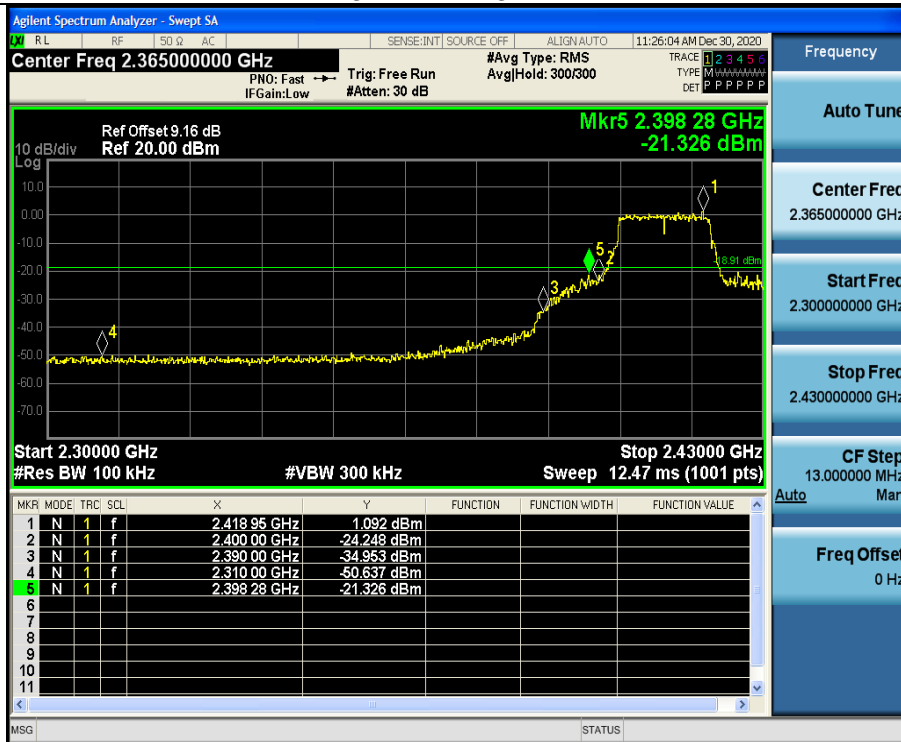 Agilent Spectrum Analyzer - Swept SA
LXI RL RF 50 Ω AC SENSE:INT SOURCE OFF ALIGN AUTO 11:26:04 AM Dec 30, 2020
Center Freq 2.365000000 GHz #Avg Type: RMS TRACE 1 2 3 4 5 6
PNO: Fast Trig: Free Run Avg|Hold: 300/300 TYPE M
IFGain:Low #Atten: 30 dB DET P P P P P P
Frequency
Ref Offset 9.16 dB Mkr5 2.398 28 GHz
10 dB/div Ref 20.00 dBm -21.326 dBm
Log
10.0
0.00
-10.0
-20.0
-30.0
-40.0
-50.0
-60.0
-70.0
1
5
2
3
4
18.91 dBm
Start 2.30000 GHz Stop 2.43000 GHz
#Res BW 100 kHz #VBW 300 kHz Sweep 12.47 ms (1001 pts)
MKR MODE TRC SCL X Y FUNCTION FUNCTION WIDTH FUNCTION VALUE
1 N 1 f 2.418 95 GHz 1.092 dBm
2 N 1 f 2.400 00 GHz -24.248 dBm
3 N 1 f 2.390 00 GHz -34.953 dBm
4 N 1 f 2.310 00 GHz -50.637 dBm
5 N 1 f 2.398 28 GHz -21.326 dBm
6
7
8
9
10
11
MSG STATUS
Auto Tune
Center Freq
2.365000000 GHz
Start Freq
2.300000000 GHz
Stop Freq
2.430000000 GHz
CF Step
13.000000 MHz
Auto Man
Freq Offset
0 Hz